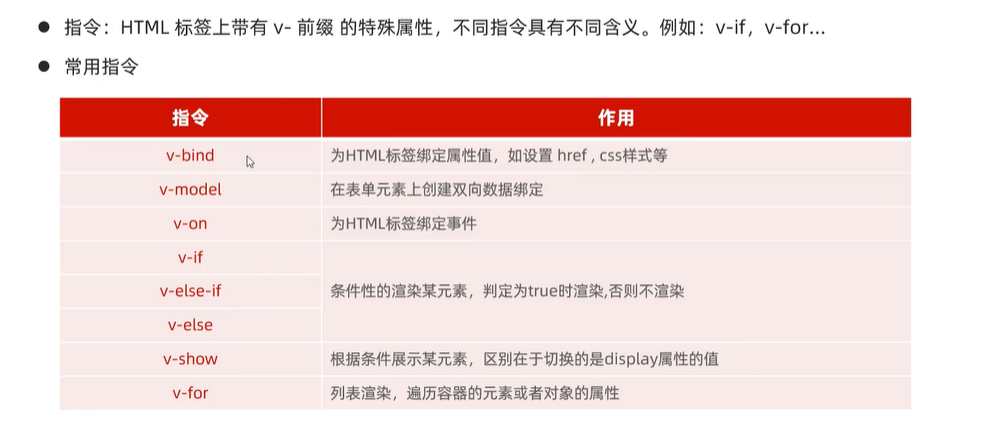 指令：HTML 标签上带有 v- 前缀 的特殊属性，不同指令具有不同含义。例如：v-if，v-for…
常用指令
指令 作用
v-bind 为HTML标签绑定属性值，如设置 href , css样式等
v-model 在表单元素上创建双向数据绑定
v-on 为HTML标签绑定事件
v-if
v-else-if 条件性的渲染某元素，判定为true时渲染,否则不渲染
v-else
v-show 根据条件展示某元素，区别在于切换的是display属性的值
v-for 列表渲染，遍历容器的元素或者对象的属性